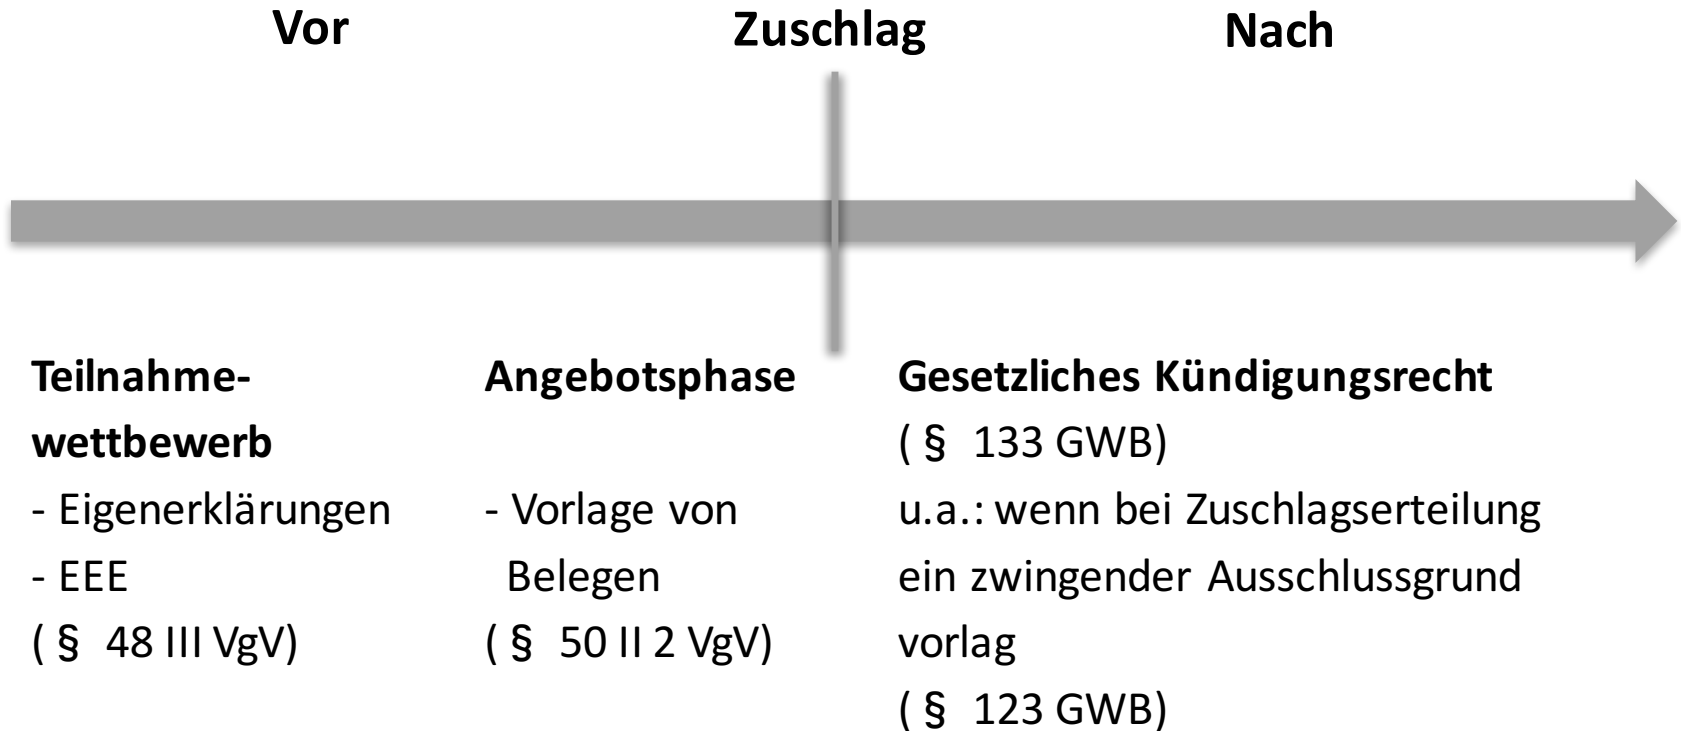 Vor
Zuschlag
Nach
Teilnahme-
wettbewerb
- Eigenerklärungen
- EEE
( § 48 III VgV)
Angebotsphase
- Vorlage von
Belegen
( § 50 II 2 VgV)
Gesetzliches Kündigungsrecht
( § 133 GWB)
u.a.: wenn bei Zuschlagserteilung
ein zwingender Ausschlussgrund
vorlag
( § 123 GWB)